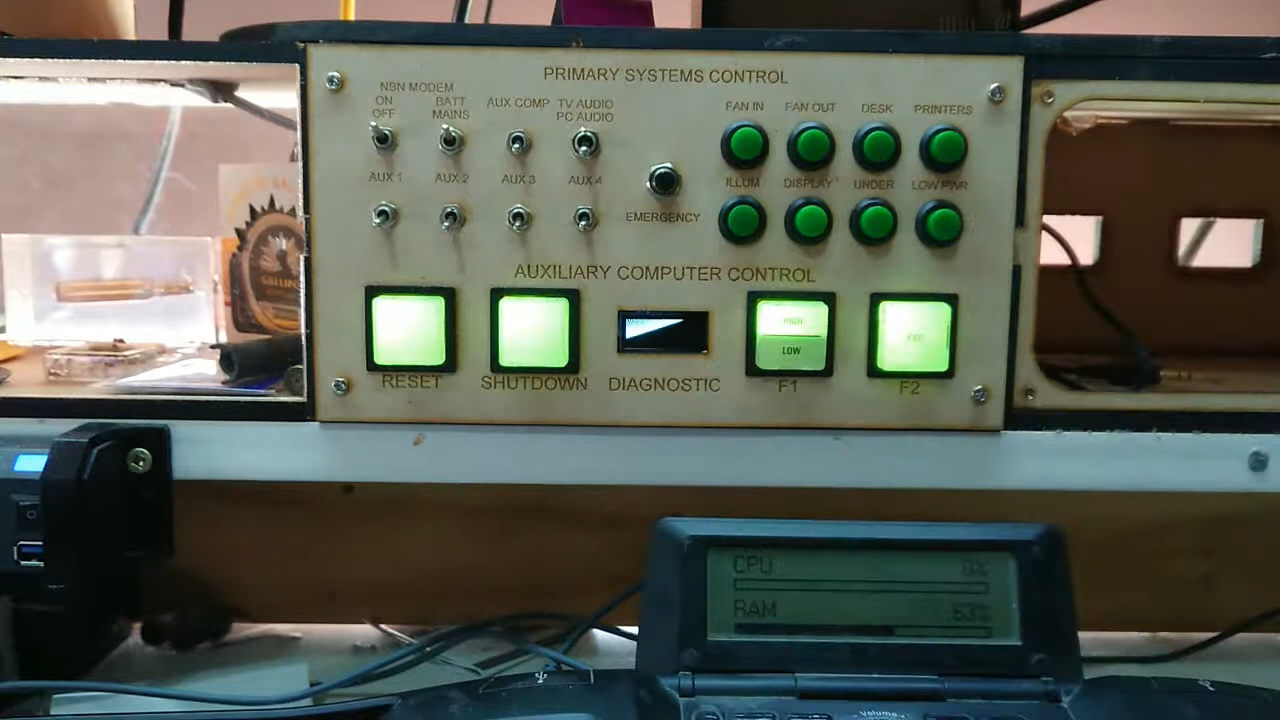 PRIMARY SYSTEMS CONTROL
NBN MODEM
ON
OFF
BATT
MAINS
AUX COMP
TV AUDIO
PC AUDIO
FAN IN
FAN OUT
DESK
PRINTERS
AUX 1
AUX 2
AUX 3
AUX 4
EMERGENCY
ILLUM
DISPLAY
UNDER
LOW PWR
AUXILIARY COMPUTER CONTROL
HIGH
LOW
RESET
SHUTDOWN
DIAGNOSTIC
F1
F2
CPU 0%
RAM 63%
Volume